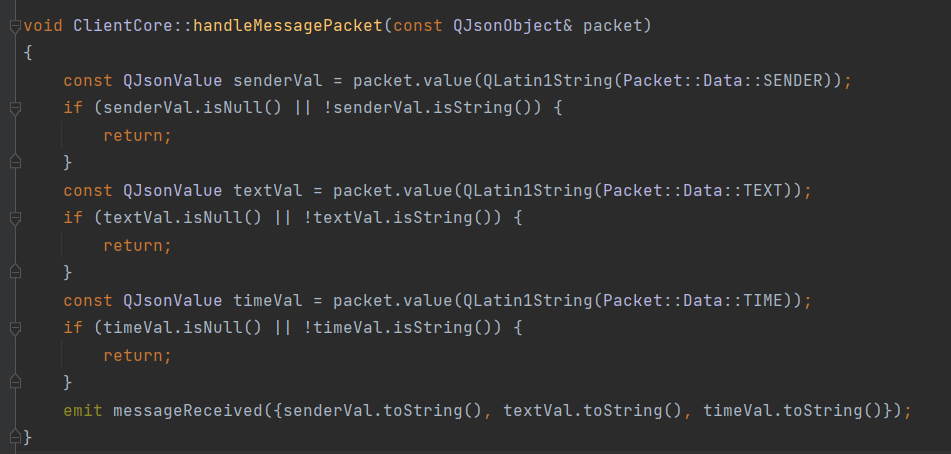 void ClientCore::handleMessagePacket(const QJsonObject& packet)
{
    const QJsonValue senderVal = packet.value(QLatin1String(Packet::Data::SENDER));
    if (senderVal.isNull() || !senderVal.isString()) {
        return;
    }
    const QJsonValue textVal = packet.value(QLatin1String(Packet::Data::TEXT));
    if (textVal.isNull() || !textVal.isString()) {
        return;
    }
    const QJsonValue timeVal = packet.value(QLatin1String(Packet::Data::TIME));
    if (timeVal.isNull() || !timeVal.isString()) {
        return;
    }
    emit messageReceived({senderVal.toString(), textVal.toString(), timeVal.toString()});
}